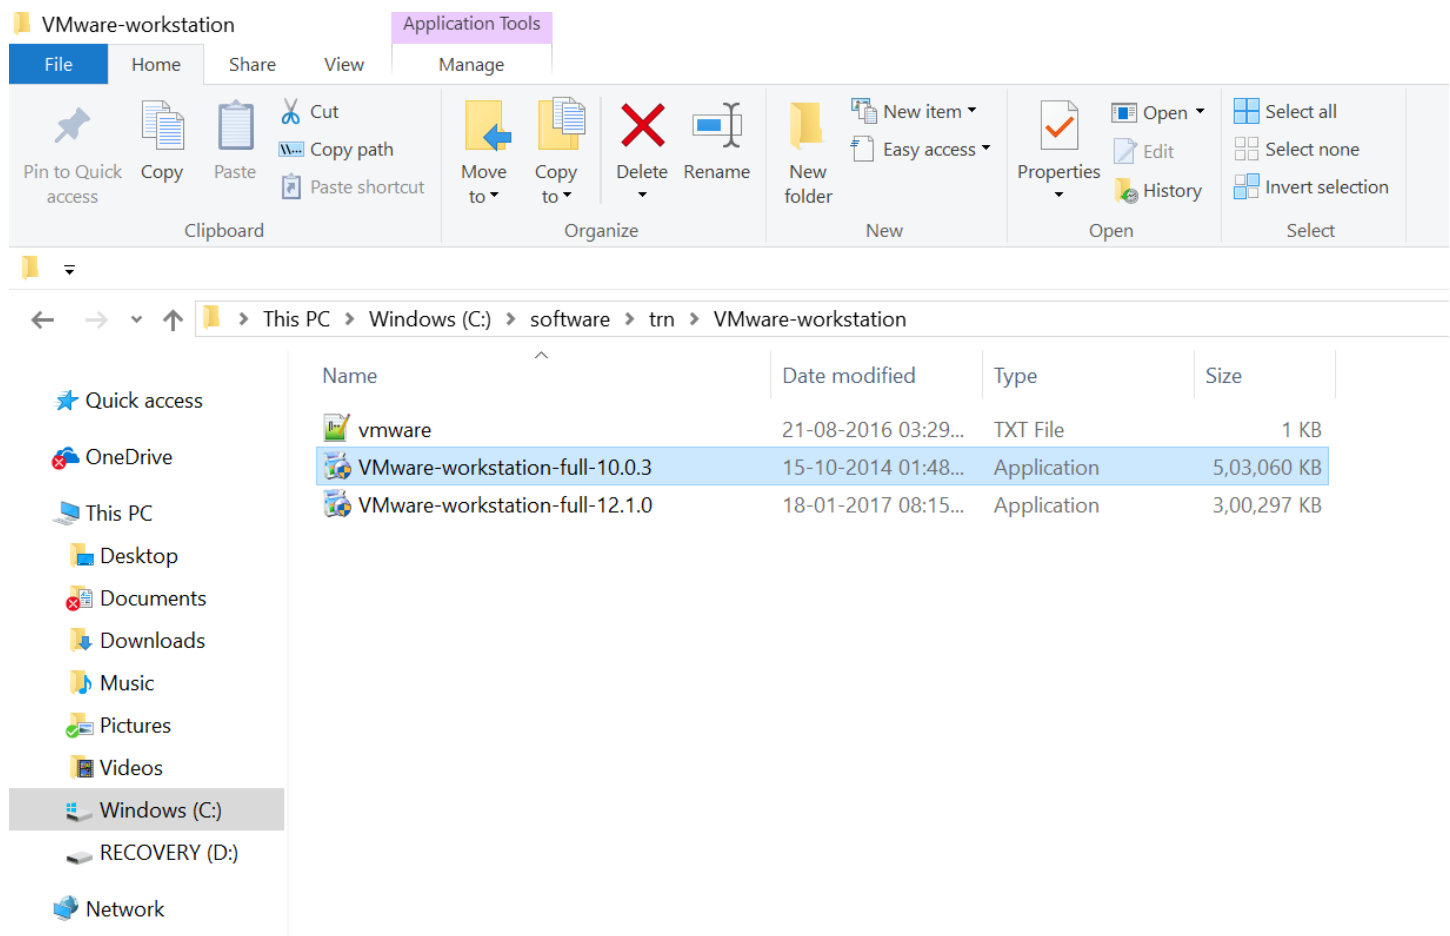 VMware-workstation
Application Tools
File
Home
Share
View
Manage
Pin to Quick access
Copy
Paste
Cut
Copy path
Paste shortcut
Clipboard
Move to
Copy to
Delete
Rename
Organize
New folder
New item
Easy access
New
Properties
Open
Edit
History
Open
Select all
Select none
Invert selection
Select
This PC > Windows (C:) > software > trn > VMware-workstation
Quick access
OneDrive
This PC
Desktop
Documents
Downloads
Music
Pictures
Videos
Windows (C:)
RECOVERY (D:)
Network
Name Date modified Type Size
vmware 21-08-2016 03:29... TXT File 1 KB
VMware-workstation-full-10.0.3 15-10-2014 01:48... Application 5,03,060 KB
VMware-workstation-full-12.1.0 18-01-2017 08:15... Application 3,00,297 KB